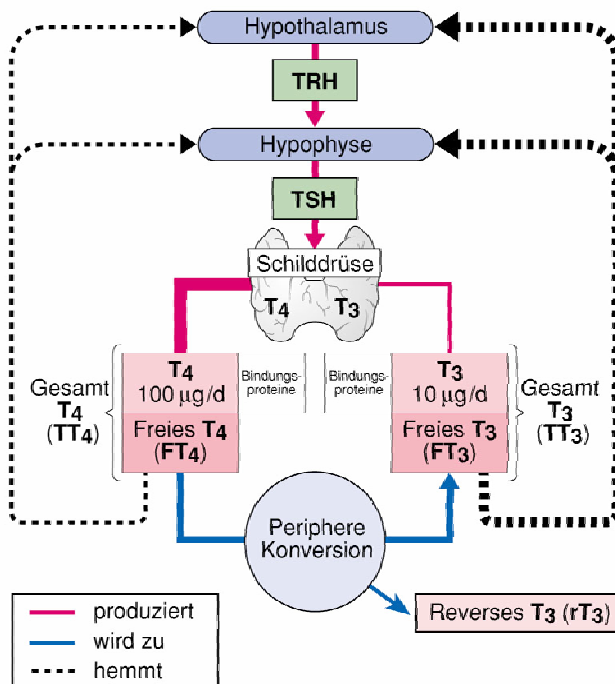 Hypothalamus
TRH
Hypophyse
TSH
Schilddrüse
T4 T3
Gesamt
T4
(TT4)
T4
100 µg/d
Freies T4
(FT4)
Bindungs-
proteine
Bindungs-
proteine
T3
10 µg/d
Freies T3
(FT3)
Gesamt
T3
(TT3)
Periphere
Konversion
Reverses T3 (rT3)
produziert
wird zu
hemmt